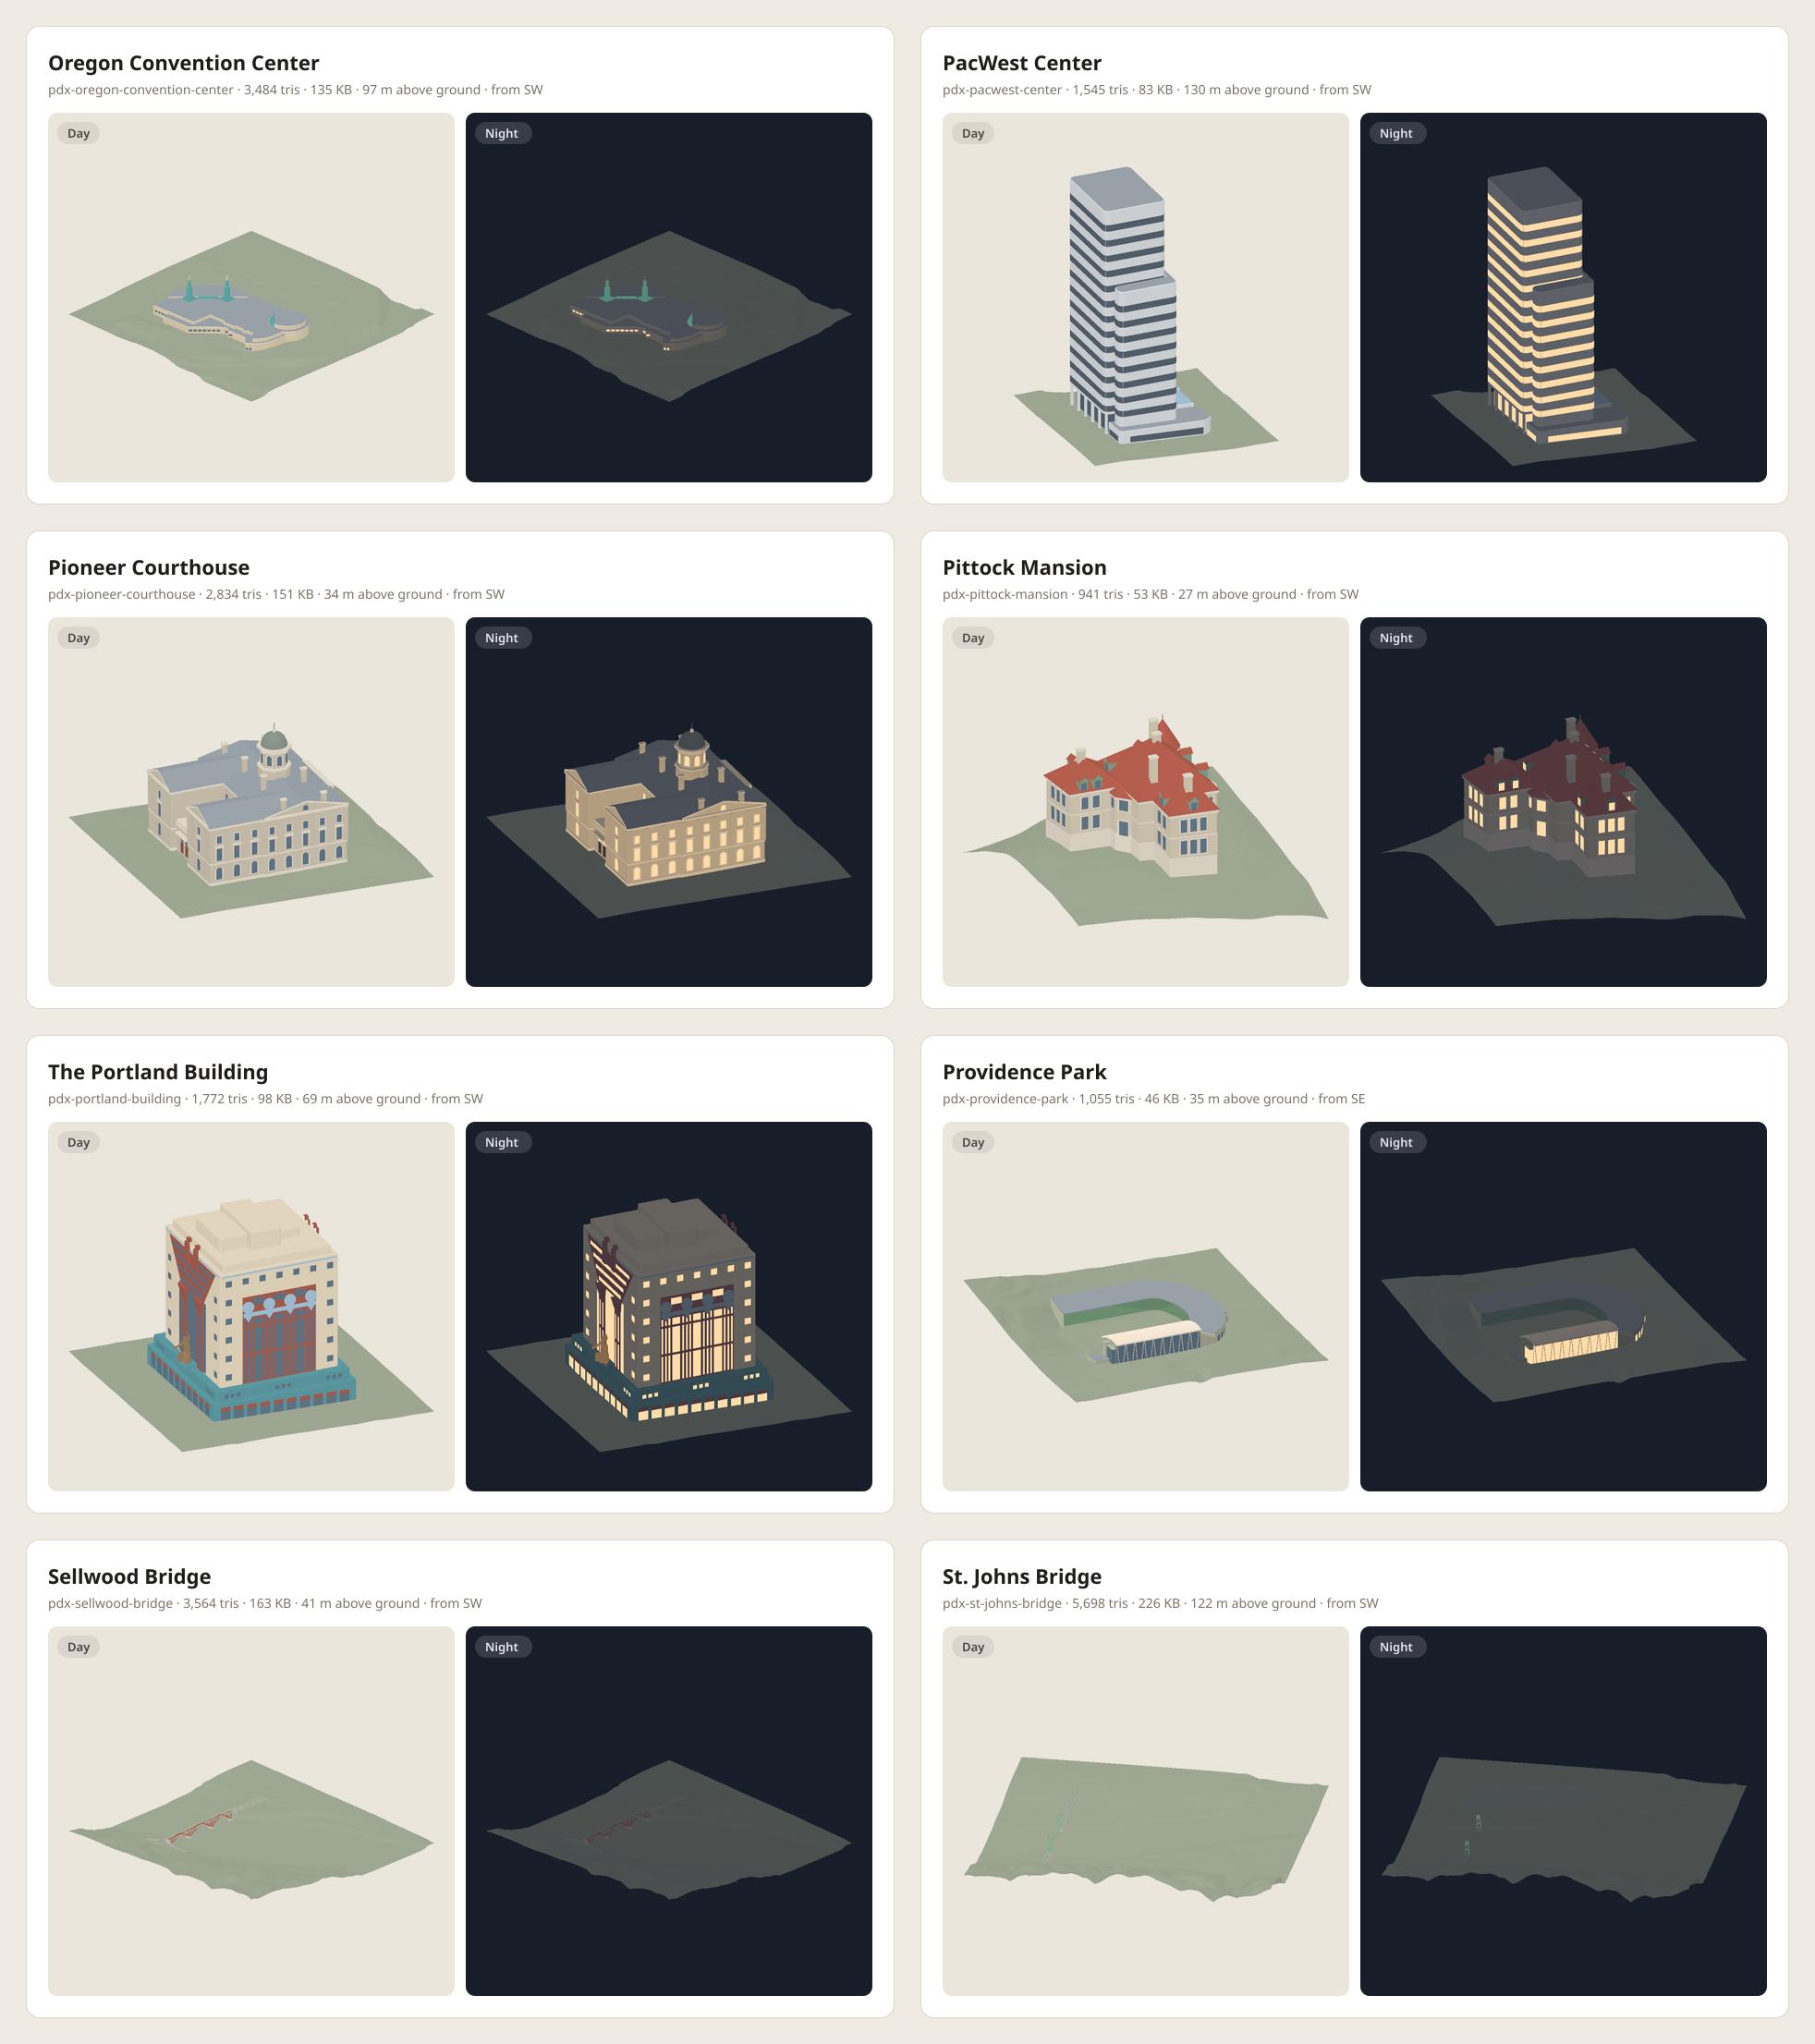 Oregon Convention Center
pdx-oregon-convention-center · 3,484 tris · 135 KB · 97 m above ground · from SW
Day
Night
PacWest Center
pdx-pacwest-center · 1,545 tris · 83 KB · 130 m above ground · from SW
Day
Night
Pioneer Courthouse
pdx-pioneer-courthouse · 2,834 tris · 151 KB · 34 m above ground · from SW
Day
Night
Pittock Mansion
pdx-pittock-mansion · 941 tris · 53 KB · 27 m above ground · from SW
Day
Night
The Portland Building
pdx-portland-building · 1,772 tris · 98 KB · 69 m above ground · from SW
Day
Night
Providence Park
pdx-providence-park · 1,055 tris · 46 KB · 35 m above ground · from SE
Day
Night
Sellwood Bridge
pdx-sellwood-bridge · 3,564 tris · 163 KB · 41 m above ground · from SW
Day
Night
St. Johns Bridge
pdx-st-johns-bridge · 5,698 tris · 226 KB · 122 m above ground · from SW
Day
Night